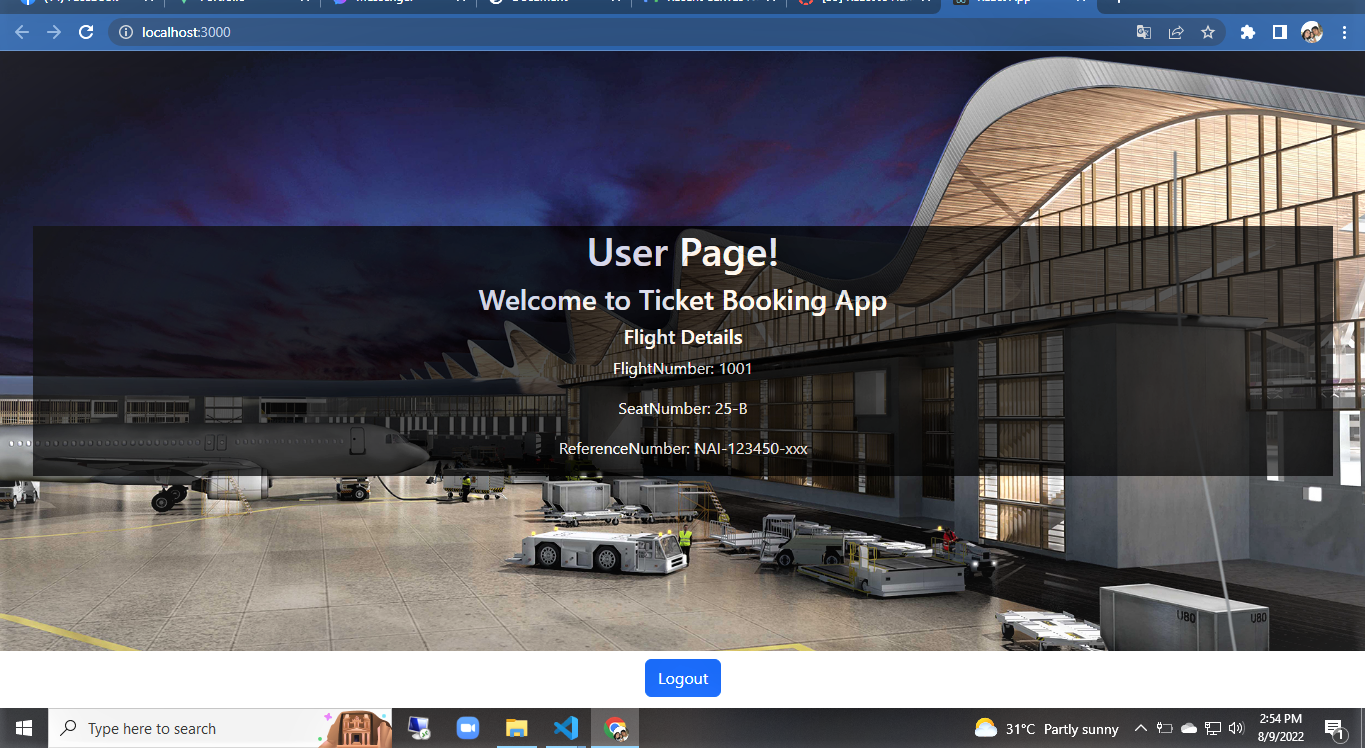 localhost:3000
User Page!
Welcome to Ticket Booking App
Flight Details
FlightNumber: 1001
SeatNumber: 25-B
ReferenceNumber: NAI-123450-xxx
U80
U80
Logout
Type here to search
31°C Partly sunny
2:54 PM
8/9/2022
1